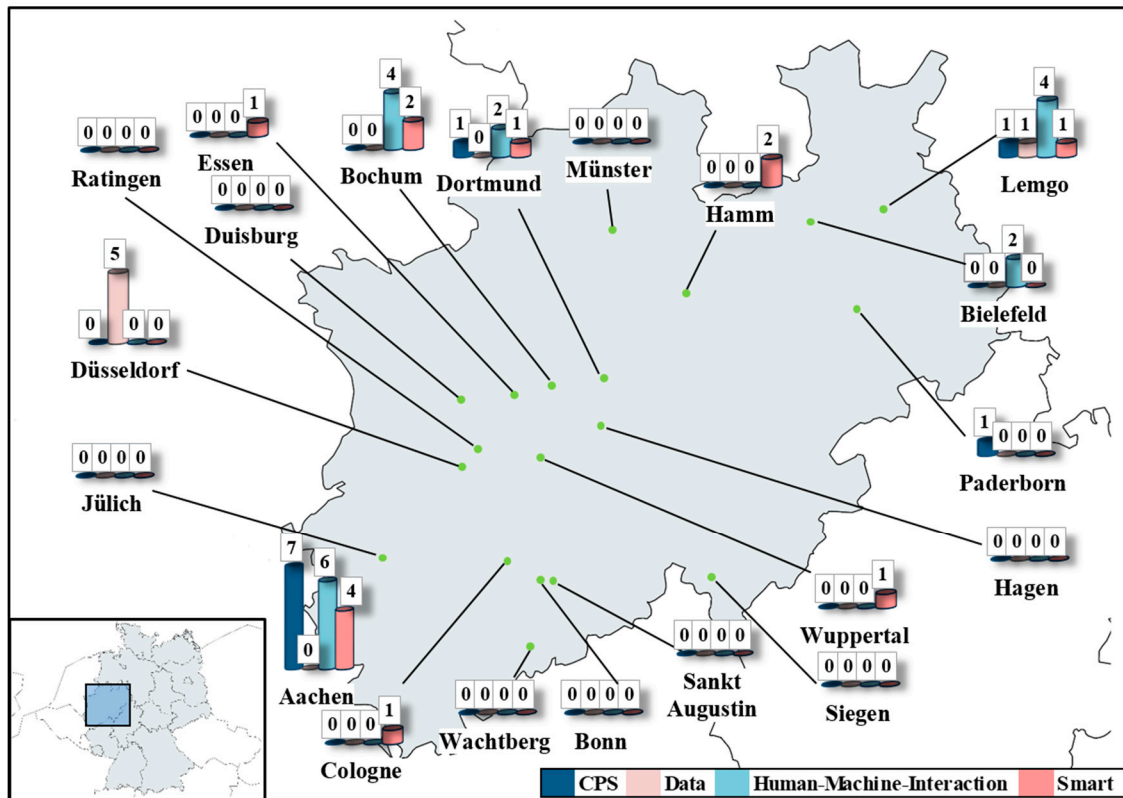 0 0 0 0
Ratingen
0 0 0 1
Essen
0 0 4 2
Bochum
1 0 2 1
Dortmund
0 0 0 0
Münster
0 0 0 2
Hamm
1 1 4 1
Lemgo
0 0 0 0
Duisburg
0 0 2 0
Bielefeld
0 5 0 0
Düsseldorf
1 0 0 0
Paderborn
0 0 0 0
Jülich
0 0 0 0
Hagen
7 0 6 4
Aachen
0 0 0 1
Wuppertal
0 0 0 0
Sankt
Augustin
0 0 0 0
Siegen
0 0 0 1
Cologne
0 0 0 0
Wachtberg
0 0 0 0
Bonn
CPS Data Human-Machine-Interaction Smart